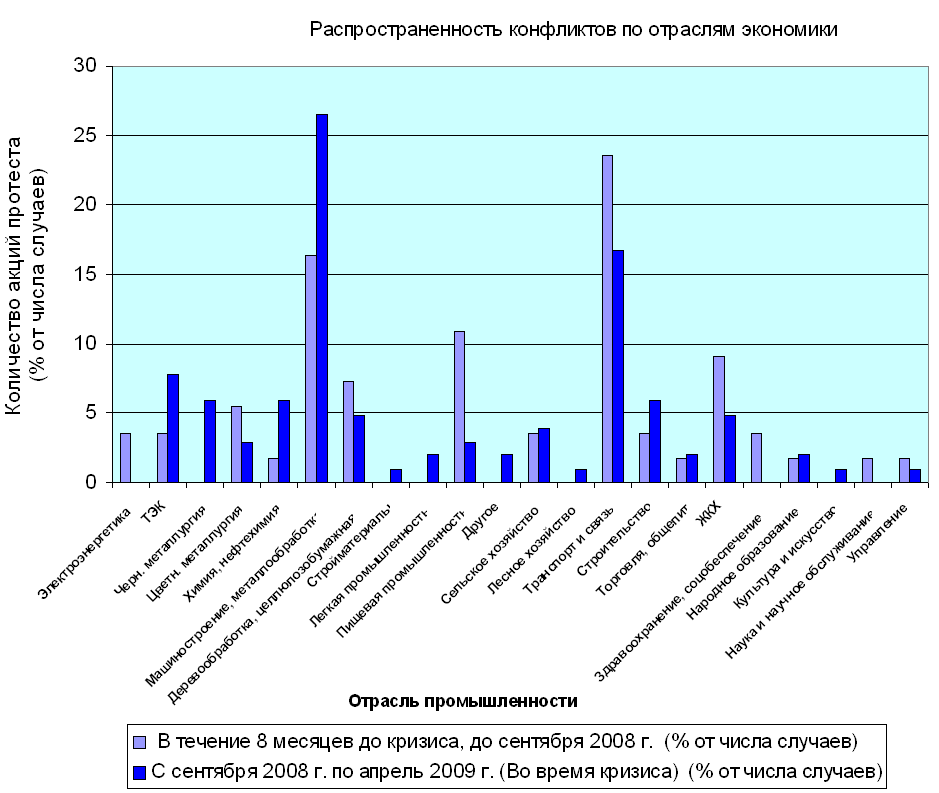 Распространенность конфликтов по отраслям экономики
Количество акций протеста
(% от числа случаев)
30
25
20
15
10
5
0
Электроэнергетика
ТЭК
Черн. металлургия
Цветн. металлургия
Химия, нефтехимия
Машиностроение, металлообработка
Деревообработка, целлюлозобумажная
Стройматериалы
Легкая промышленность
Пищевая промышленность
Другое
Сельское хозяйство
Лесное хозяйство
Транспорт и связь
Строительство
Торговля, общепит
ЖКХ
Здравоохранение, соцобеспечение
Народное образование
Культура и искусство
Наука и научное обслуживание
Управление
Отрасль промышленности
В течение 8 месяцев до кризиса, до сентября 2008 г. (% от числа случаев)
С сентября 2008 г. по апрель 2009 г. (Во время кризиса) (% от числа случаев)